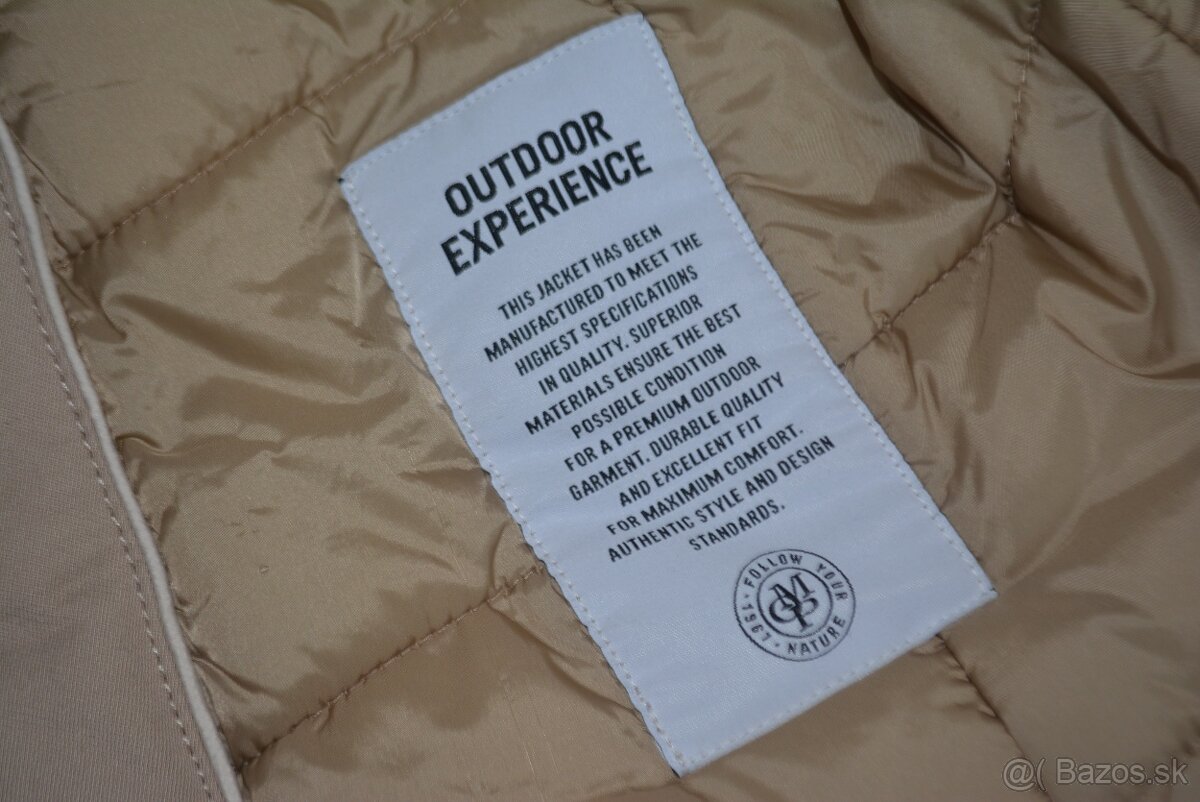 OUTDOOR
EXPERIENCE
THIS JACKET HAS BEEN
MANUFACTURED TO MEET THE
HIGHEST SPECIFICATIONS
IN QUALITY. SUPERIOR
MATERIALS ENSURE THE BEST
POSSIBLE CONDITION
FOR A PREMIUM OUTDOOR
GARMENT. DURABLE QUALITY
AND EXCELLENT FIT
FOR MAXIMUM COMFORT.
AUTHENTIC STYLE AND DESIGN
STANDARDS.
FOLLOW YOUR NATURE · 1967 ·
MOP
@( Bazos.sk